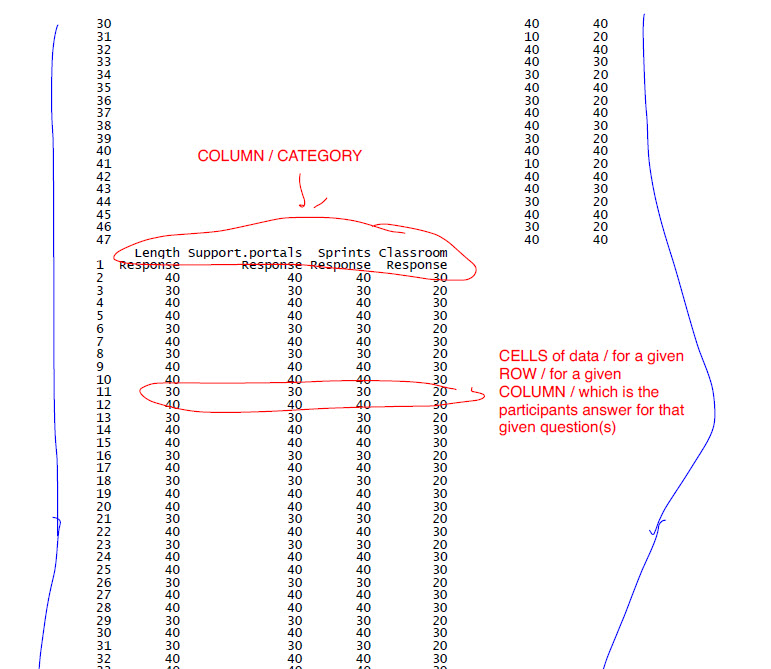 30 40 40
31 10 20
32 40 40
33 40 30
34 30 20
35 40 40
36 30 20
37 40 40
38 40 30
39 30 20
40 40 40
41 10 20
42 40 40
43 40 30
44 30 20
45 40 40
46 30 20
47 40 40
COLUMN / CATEGORY
Length Support.portals Sprints Classroom
1 Response Response Response Response
2 40 40 40 30
3 30 30 30 20
4 40 40 40 30
5 40 40 40 30
6 30 30 30 20
7 40 40 40 30
8 30 30 30 20
9 40 40 40 30
10 40 40 40 30
11 30 30 30 20
12 40 40 40 30
13 30 30 30 20
14 40 40 40 30
15 40 40 40 30
16 30 30 30 20
17 40 40 40 30
18 30 30 30 20
19 40 40 40 30
20 40 40 40 30
21 30 30 30 20
22 40 40 40 30
23 30 30 30 20
24 40 40 40 30
25 40 40 40 30
26 30 30 30 20
27 40 40 40 30
28 40 40 40 30
29 30 30 30 20
30 40 40 40 30
31 30 30 30 20
32 40 40 40 30
CELLS of data / for a given
ROW / for a given
COLUMN / which is the
participants answer for that
given question(s)